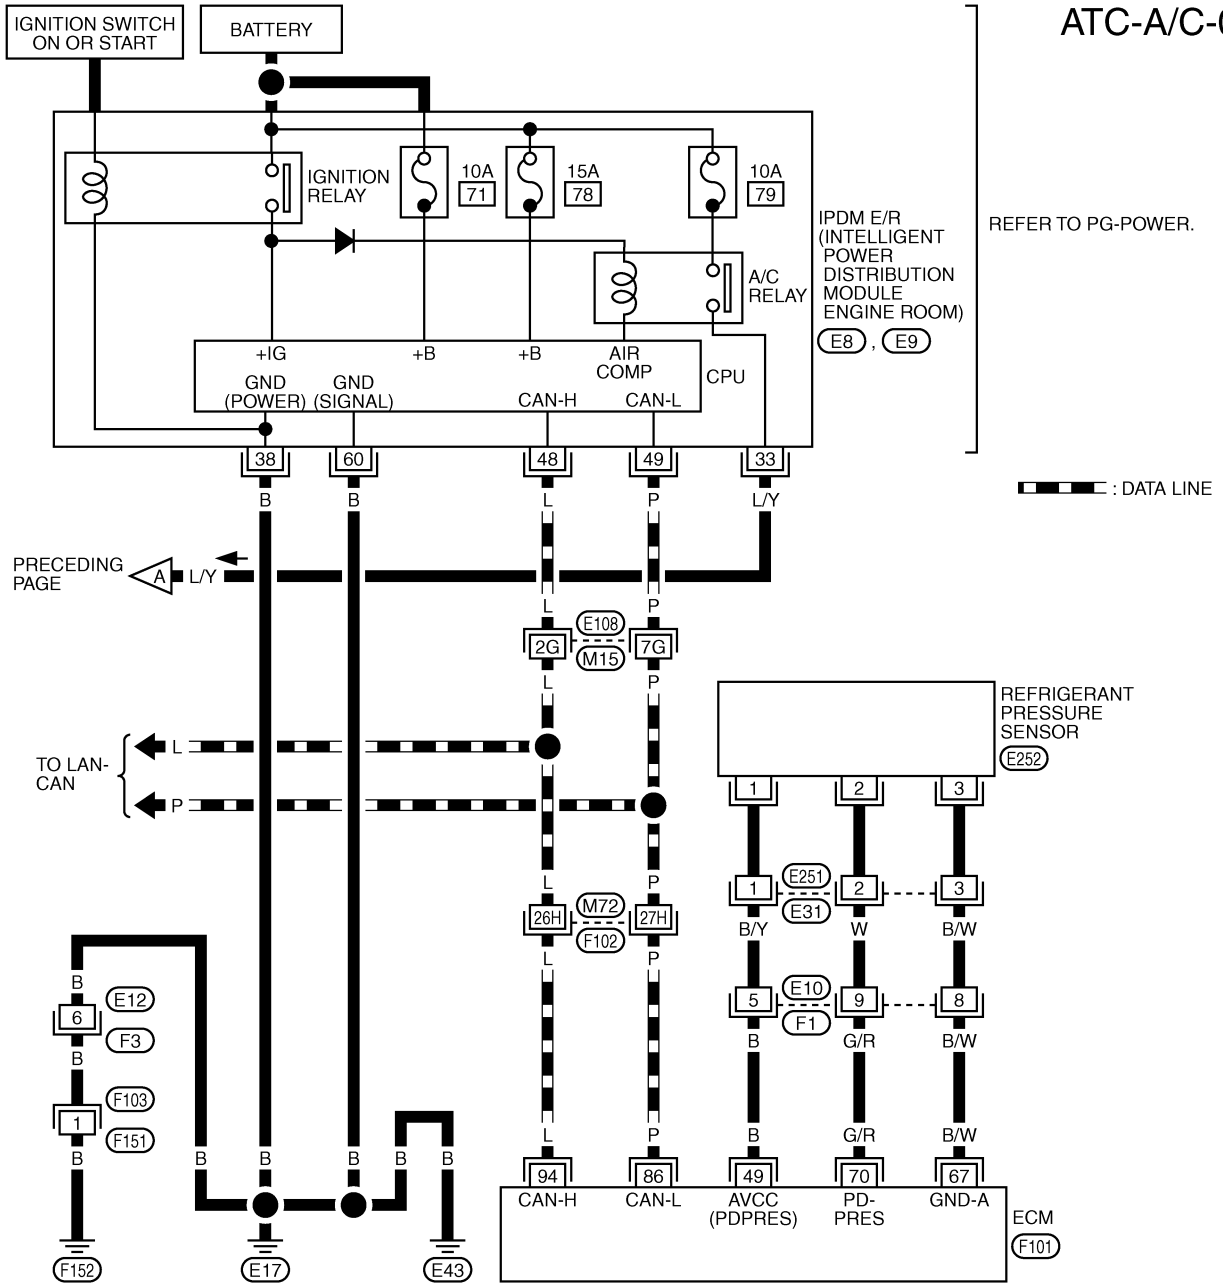 IGNITION SWITCH
ON OR START
BATTERY
ATC-A/C-
IGNITION
RELAY
10A
71
15A
78
10A
79
IPDM E/R
(INTELLIGENT
POWER
DISTRIBUTION
MODULE
ENGINE ROOM)
E8 , E9
REFER TO PG-POWER.
A/C
RELAY
+IG
+B
+B
AIR
COMP
CPU
GND
(POWER)
GND
(SIGNAL)
CAN-H
CAN-L
38
60
48
49
33
B
B
L
P
L/Y
: DATA LINE
PRECEDING
PAGE
A
L/Y
L
P
2G
E108
M15
7G
L
P
REFRIGERANT
PRESSURE
SENSOR
E252
TO LAN-
CAN
L
P
1
2
3
L
P
1
E251
E31
2
3
26H
M72
F102
27H
B/Y
W
B/W
L
P
B
6
E12
F3
B
5
E10
F1
9
8
B
G/R
B/W
1
F103
F151
B
B
B
B
B
B
L
P
B
G/R
B/W
94
86
49
70
67
CAN-H
CAN-L
AVCC
(PDPRES)
PD-
PRES
GND-A
ECM
F101
F152
E17
E43